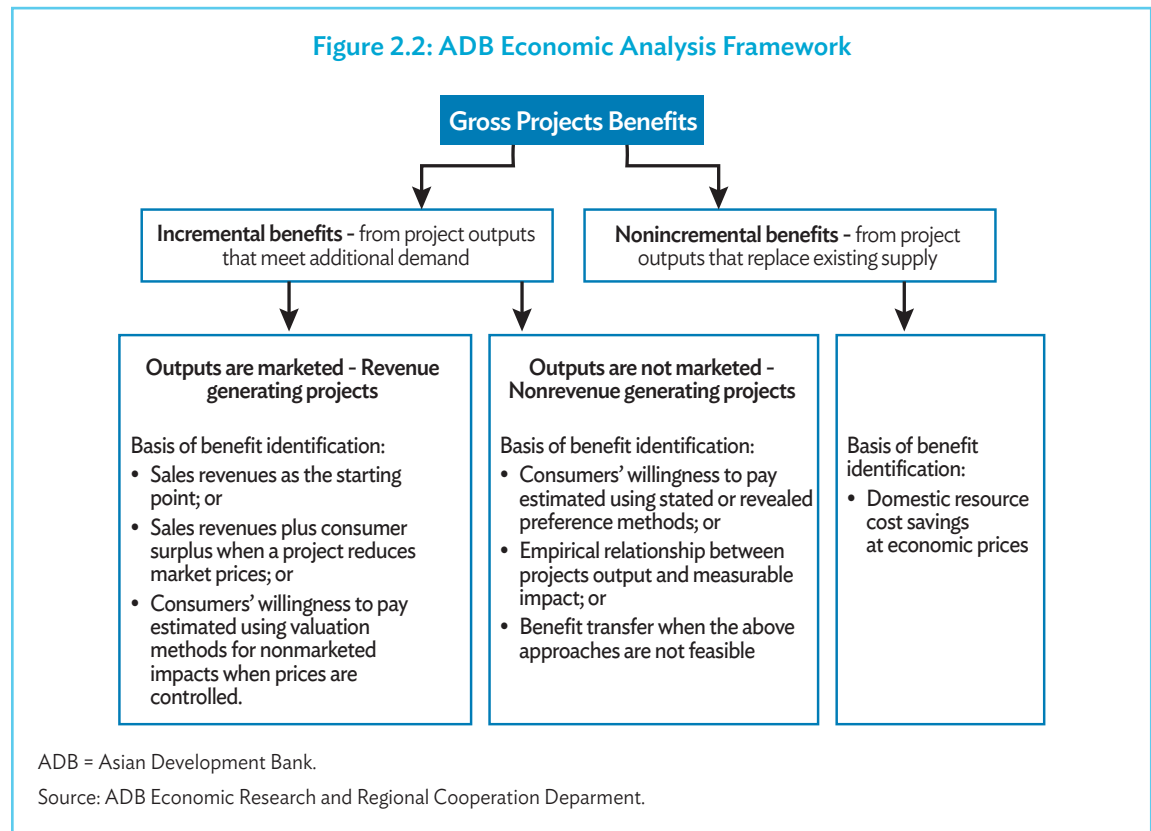 Figure 2.2: ADB Economic Analysis Framework
Gross Projects Benefits
Incremental benefits - from project outputs
that meet additional demand
Nonincremental benefits - from project
outputs that replace existing supply
Outputs are marketed - Revenue
generating projects
Basis of benefit identification:
• Sales revenues as the starting
point; or
• Sales revenues plus consumer
surplus when a project reduces
market prices; or
• Consumers' willingness to pay
estimated using valuation
methods for nonmarketed
impacts when prices are
controlled.
Outputs are not marketed -
Nonrevenue generating projects
Basis of benefit identification:
• Consumers' willingness to pay
estimated using stated or revealed
preference methods; or
• Empirical relationship between
projects output and measurable
impact; or
• Benefit transfer when the above
approaches are not feasible
Basis of benefit
identification:
• Domestic resource
cost savings
at economic prices
ADB = Asian Development Bank.
Source: ADB Economic Research and Regional Cooperation Deparment.